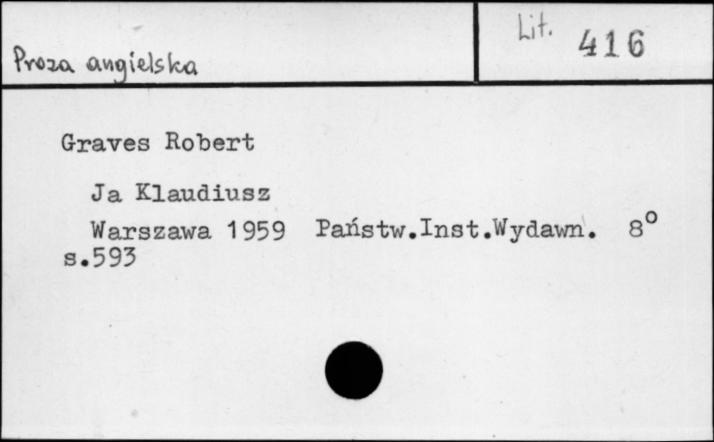 Proza angielska
Lit. 416
Graves Robert
Ja Klaudiusz
Warszawa 1959 Państw.Inst.Wydawn. 8°
s.593